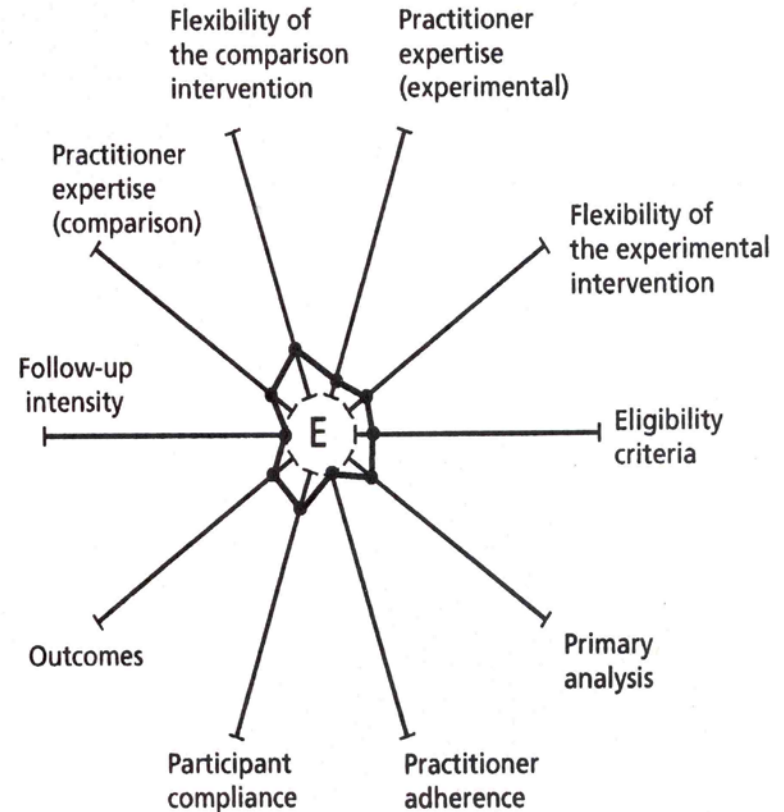 Flexibility of
the comparison
intervention
Practitioner
expertise
(experimental)
Practitioner
expertise
(comparison)
Flexibility of
the experimental
intervention
Follow-up
intensity
E
Eligibility
criteria
Outcomes
Primary
analysis
Participant
compliance
Practitioner
adherence